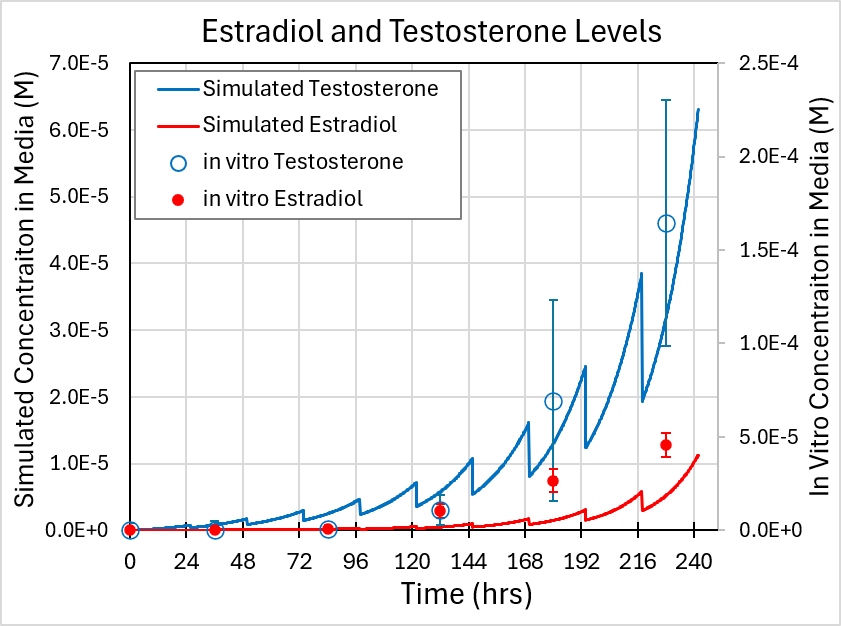 Estradiol and Testosterone Levels
Simulated Concentraiton in Media (M)
7.0E-5
6.0E-5
5.0E-5
4.0E-5
3.0E-5
2.0E-5
1.0E-5
0.0E+0
Simulated Testosterone
Simulated Estradiol
in vitro Testosterone
in vitro Estradiol
2.5E-4
2.0E-4
1.5E-4
1.0E-4
5.0E-5
0.0E+0
In Vitro Concentraiton in Media (M)
0 24 48 72 96 120 144 168 192 216 240
Time (hrs)